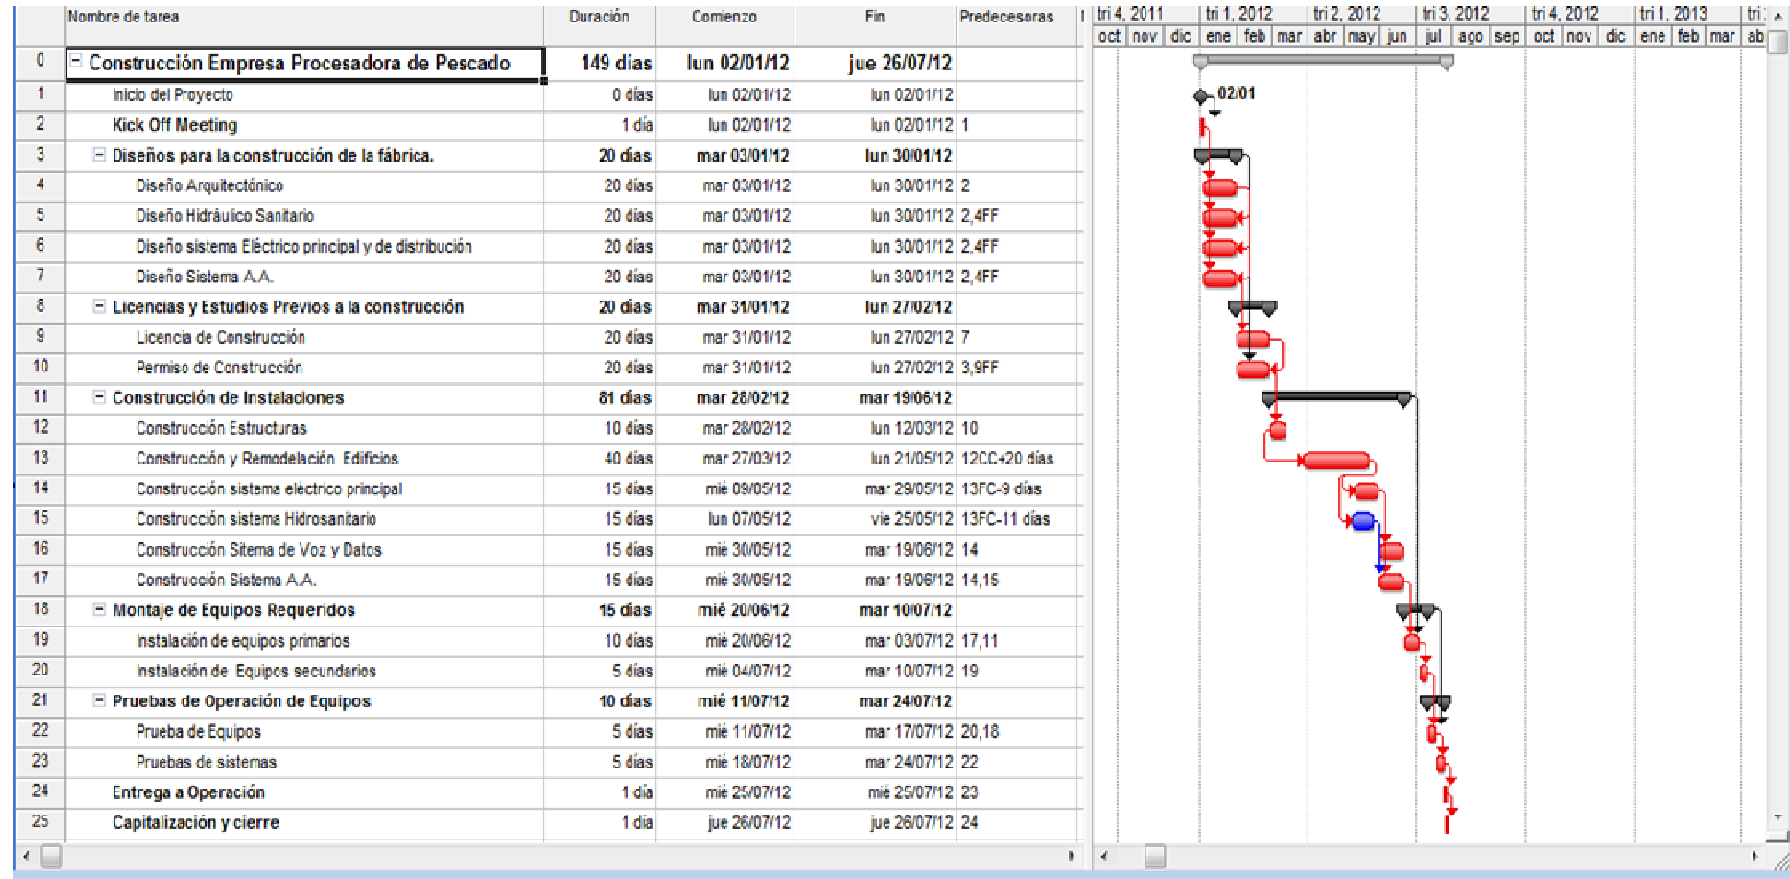 Nombre de tarea Duración Comienzo Fin Predecesoras
tri 4, 2011 tri 1, 2012 tri 2, 2012 tri 3, 2012 tri 4, 2012 tri 1, 2013 tri
oct nov dic ene feb mar abr may jun jul ago sep oct nov dic ene feb mar ab
0 Construcción Empresa Procesadora de Pescado 149 días lun 02/01/12 jue 26/07/12
1 Inicio del Proyecto 0 días lun 02/01/12 lun 02/01/12 02/01
2 Kick Off Meeting 1 día lun 02/01/12 lun 02/01/12 1
3 Diseños para la construcción de la fábrica. 20 días mar 03/01/12 lun 30/01/12
4 Diseño Arquitectónico 20 días mar 03/01/12 lun 30/01/12 2
5 Diseño Hidráuico Sanitario 20 días mar 03/01/12 lun 30/01/12 2,4FF
6 Diseño sistema Eléctrico principal y de distribución 20 días mar 03/01/12 lun 30/01/12 2,4FF
7 Diseño Sistema A.A. 20 días mar 03/01/12 lun 30/01/12 2,4FF
8 Licencias y Estudios Previos a la construcción 20 días mar 31/01/12 lun 27/02/12
9 Licencia de Construcción 20 días mar 31/01/12 lun 27/02/12 7
10 Permiso de Construcción 20 días mar 31/01/12 lun 27/02/12 3,9FF
11 Construcción de Instalaciones 81 días mar 28/02/12 mar 19/06/12
12 Construcción Estructuras 10 días mar 28/02/12 lun 12/03/12 10
13 Construcción y Remodelación Edificios 40 días mar 27/03/12 lun 21/05/12 12CC+20 días
14 Construcción sistema eléctrico principal 15 días mié 09/05/12 mar 29/05/12 13FC-9 días
15 Construcción sistema Hidrosanitario 15 días lun 07/05/12 vie 25/05/12 13FC-11 días
16 Construcción Sitema de Voz y Datos 15 días mié 30/05/12 mar 19/06/12 14
17 Construcción Sistema A.A. 15 días mié 30/05/12 mar 19/06/12 14,15
18 Montaje de Equipos Requeridos 15 días mié 20/06/12 mar 10/07/12
19 Instalación de equipos primarios 10 días mié 20/06/12 mar 03/07/12 17,11
20 Instalación de Equipos secundarios 5 días mié 04/07/12 mar 10/07/12 19
21 Pruebas de Operación de Equipos 10 días mié 11/07/12 mar 24/07/12
22 Prueba de Equipos 5 días mié 11/07/12 mar 17/07/12 20,18
23 Pruebas de sistemas 5 días mié 18/07/12 mar 24/07/12 22
24 Entrega a Operación 1 día mié 25/07/12 mié 25/07/12 23
25 Capitalización y cierre 1 día jue 26/07/12 jue 26/07/12 24